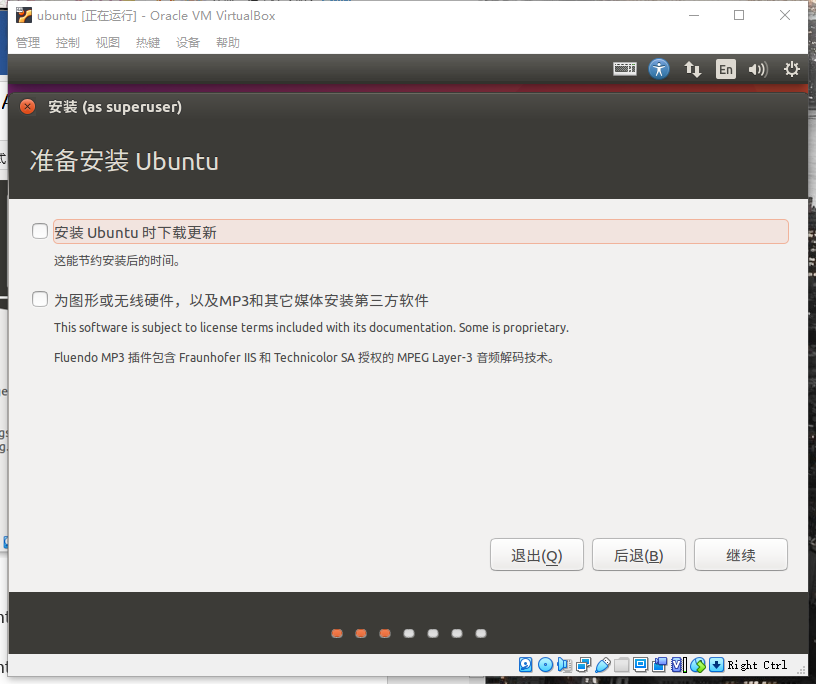 ubuntu [正在运行] - Oracle VM VirtualBox
管理 控制 视图 热键 设备 帮助
En
安装 (as superuser)
准备安装 Ubuntu
安装 Ubuntu 时下载更新
这能节约安装后的时间。
为图形或无线硬件，以及MP3和其它媒体安装第三方软件
This software is subject to license terms included with its documentation. Some is proprietary.
Fluendo MP3 插件包含 Fraunhofer IIS 和 Technicolor SA 授权的 MPEG Layer-3 音频解码技术。
退出(Q) 后退(B) 继续
Right Ctrl